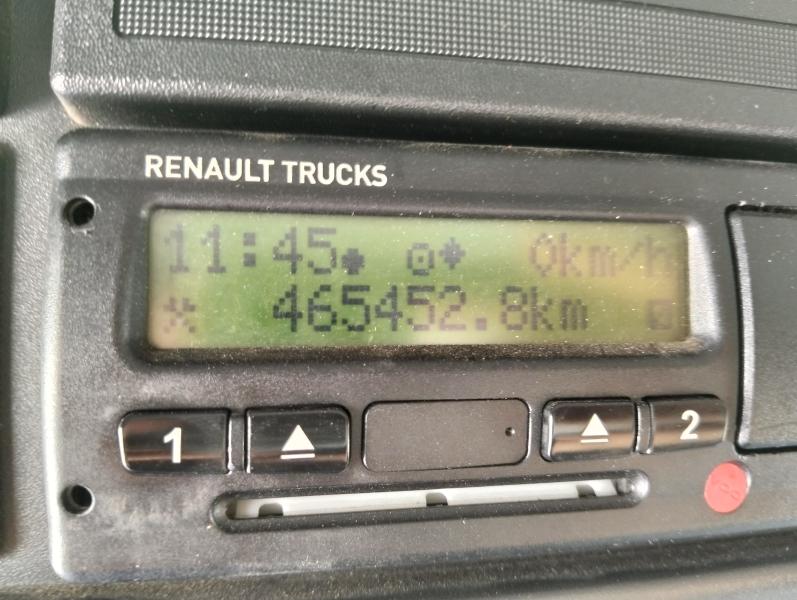 RENAULT TRUCKS
11:45 0km/h
465452.8km
1 2